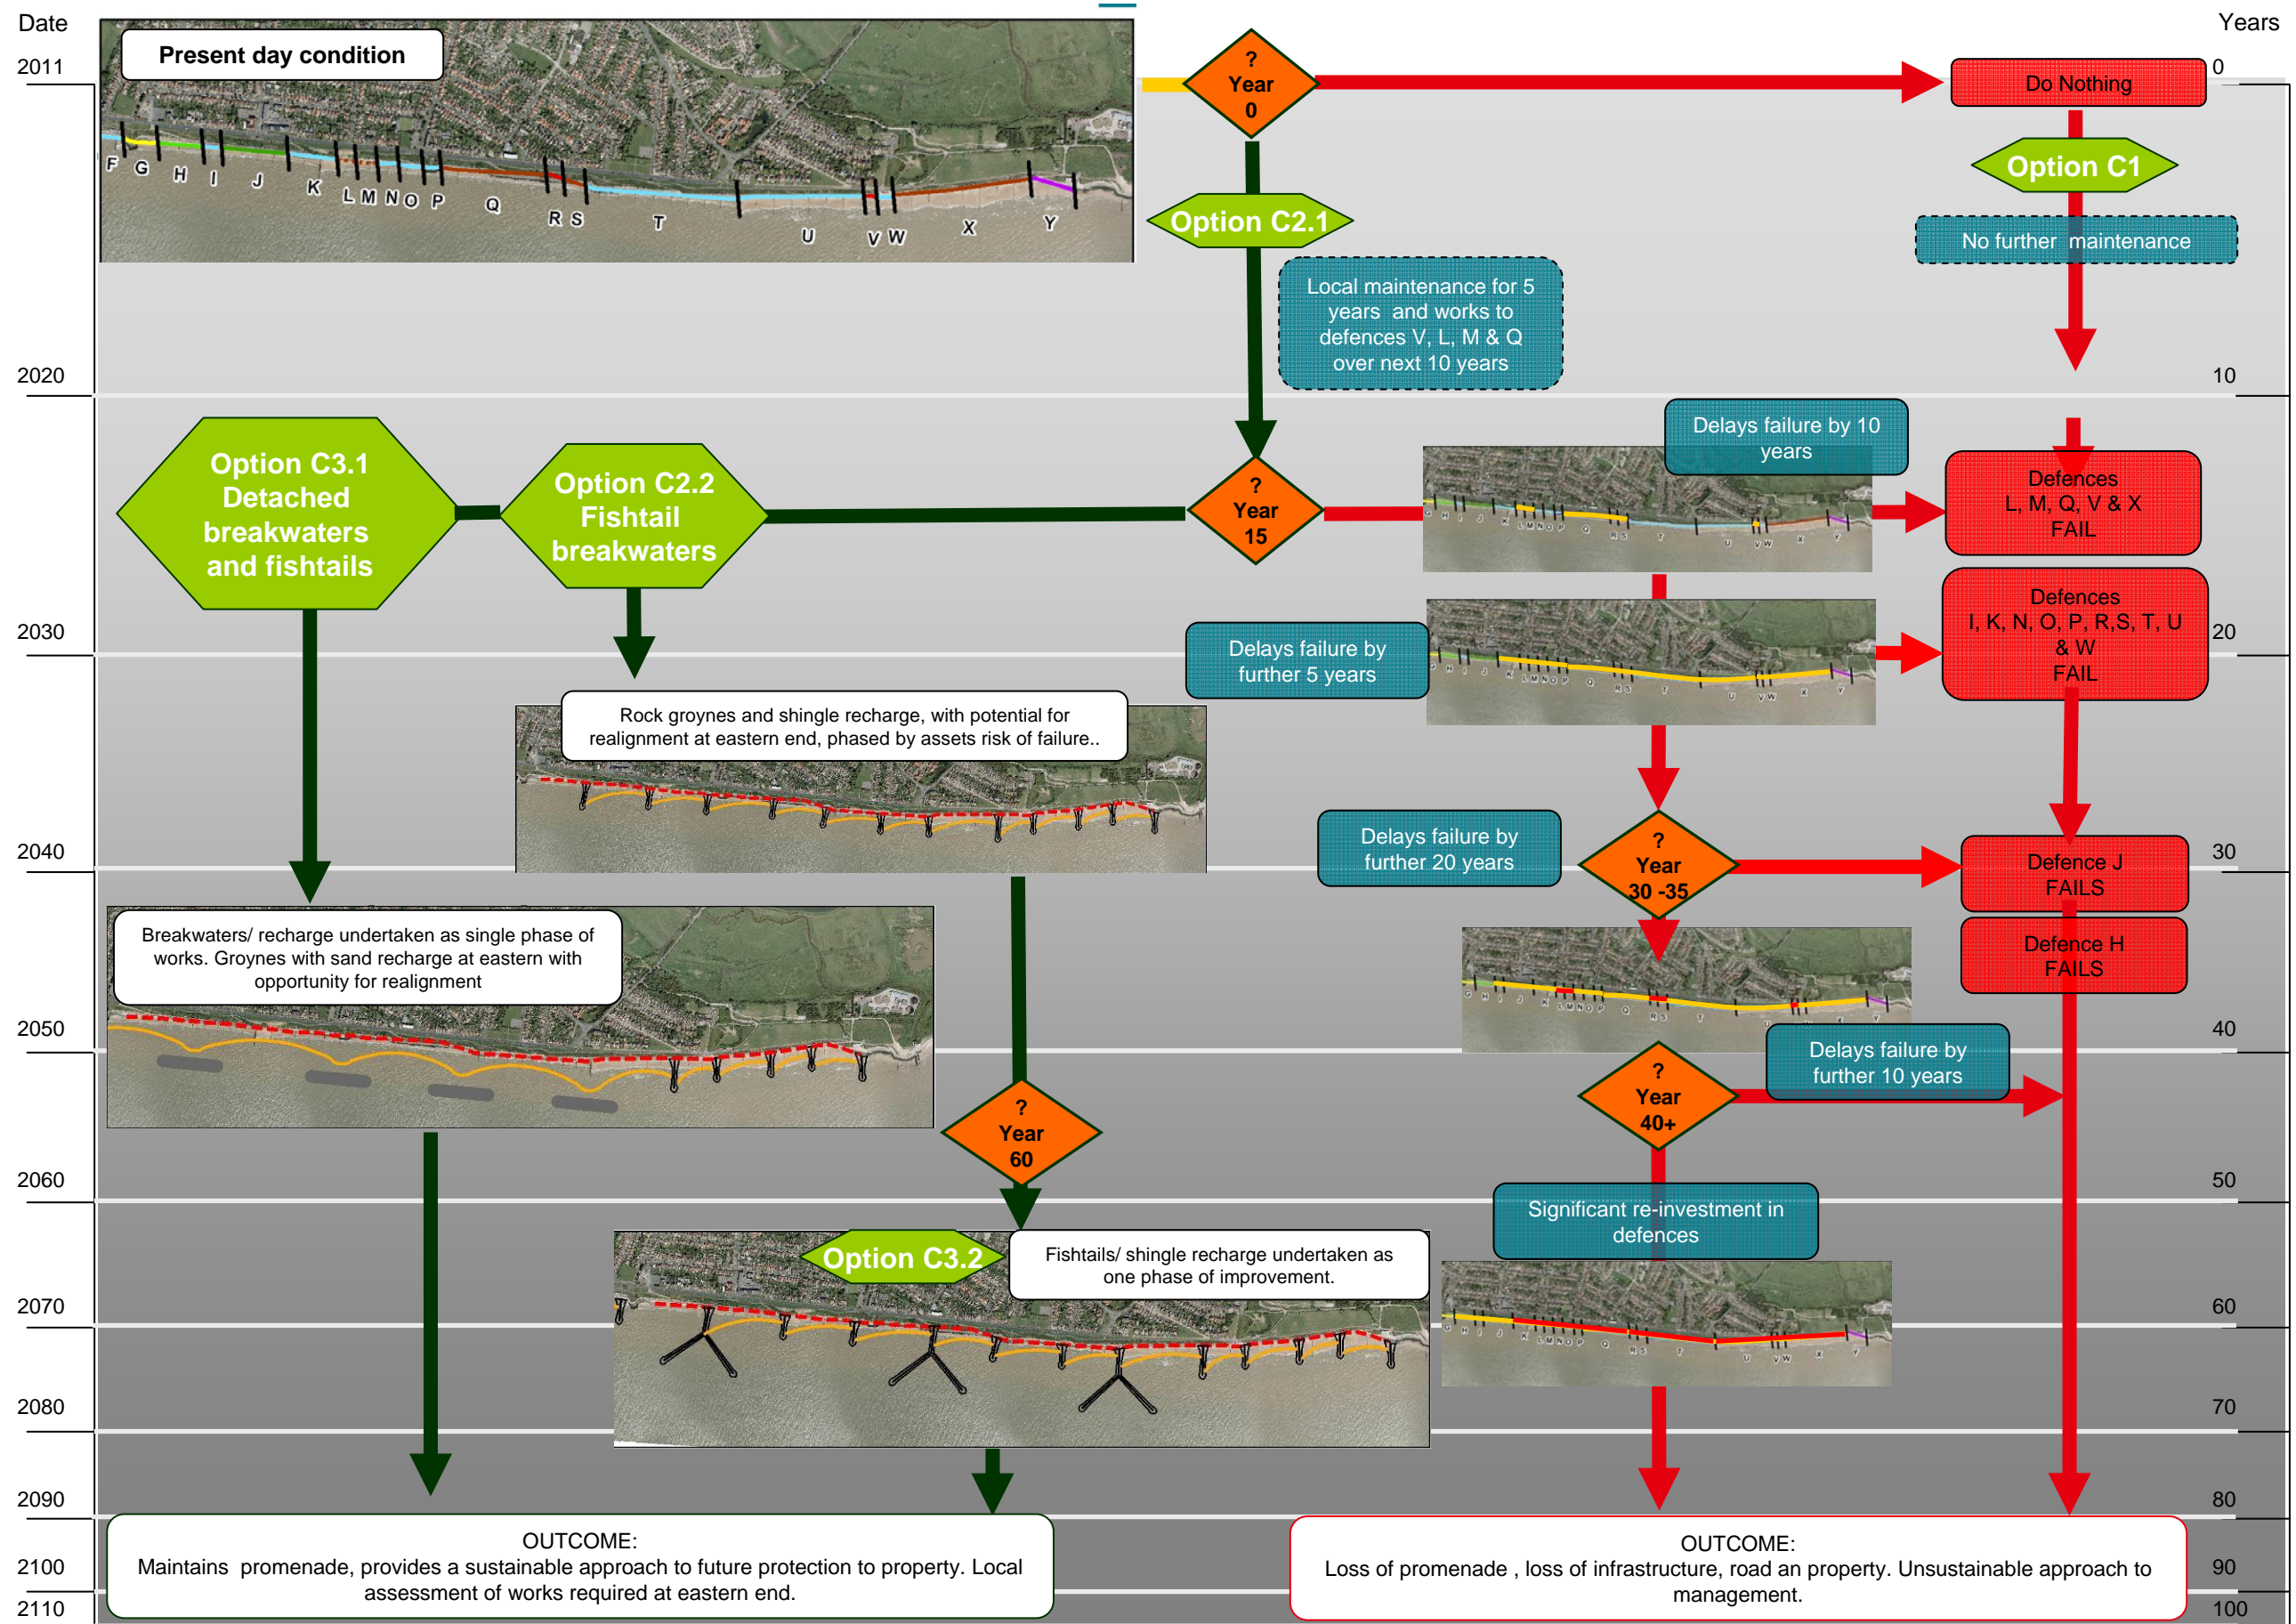 Date
Years
2011
0
Present day condition
F G H I J K L M N O P Q R S T U V W X Y
?
Year
0
Do Nothing
Option C1
No further maintenance
Option C2.1
Local maintenance for 5
years and works to
defences V, L, M & Q
over next 10 years
2020
10
Option C3.1
Detached
breakwaters
and fishtails
Option C2.2
Fishtail
breakwaters
?
Year
15
Delays failure by 10
years
G H I J K L M N O P Q R S T U V W X Y
Defences
L, M, Q, V & X
FAIL
2030
20
Delays failure by
further 5 years
G H I J K L M N O P Q R S T U V W X Y
Defences
I, K, N, O, P, R,S, T, U
& W
FAIL
Rock groynes and shingle recharge, with potential for
realignment at eastern end, phased by assets risk of failure..
2040
30
Delays failure by
further 20 years
?
Year
30 -35
Defence J
FAILS
Defence H
FAILS
Breakwaters/ recharge undertaken as single phase of
works. Groynes with sand recharge at eastern with
opportunity for realignment
G H I J K L M N O P Q R S T
2050
40
Delays failure by
further 10 years
?
Year
40+
?
Year
60
2060
50
Significant re-investment in
defences
Option C3.2
Fishtails/ shingle recharge undertaken as
one phase of improvement.
2070
60
G H I J K L M N O P Q R S T U V W X Y
2080
70
2090
80
OUTCOME:
Maintains promenade, provides a sustainable approach to future protection to property. Local
assessment of works required at eastern end.
OUTCOME:
Loss of promenade , loss of infrastructure, road an property. Unsustainable approach to
management.
2100
90
2110
100